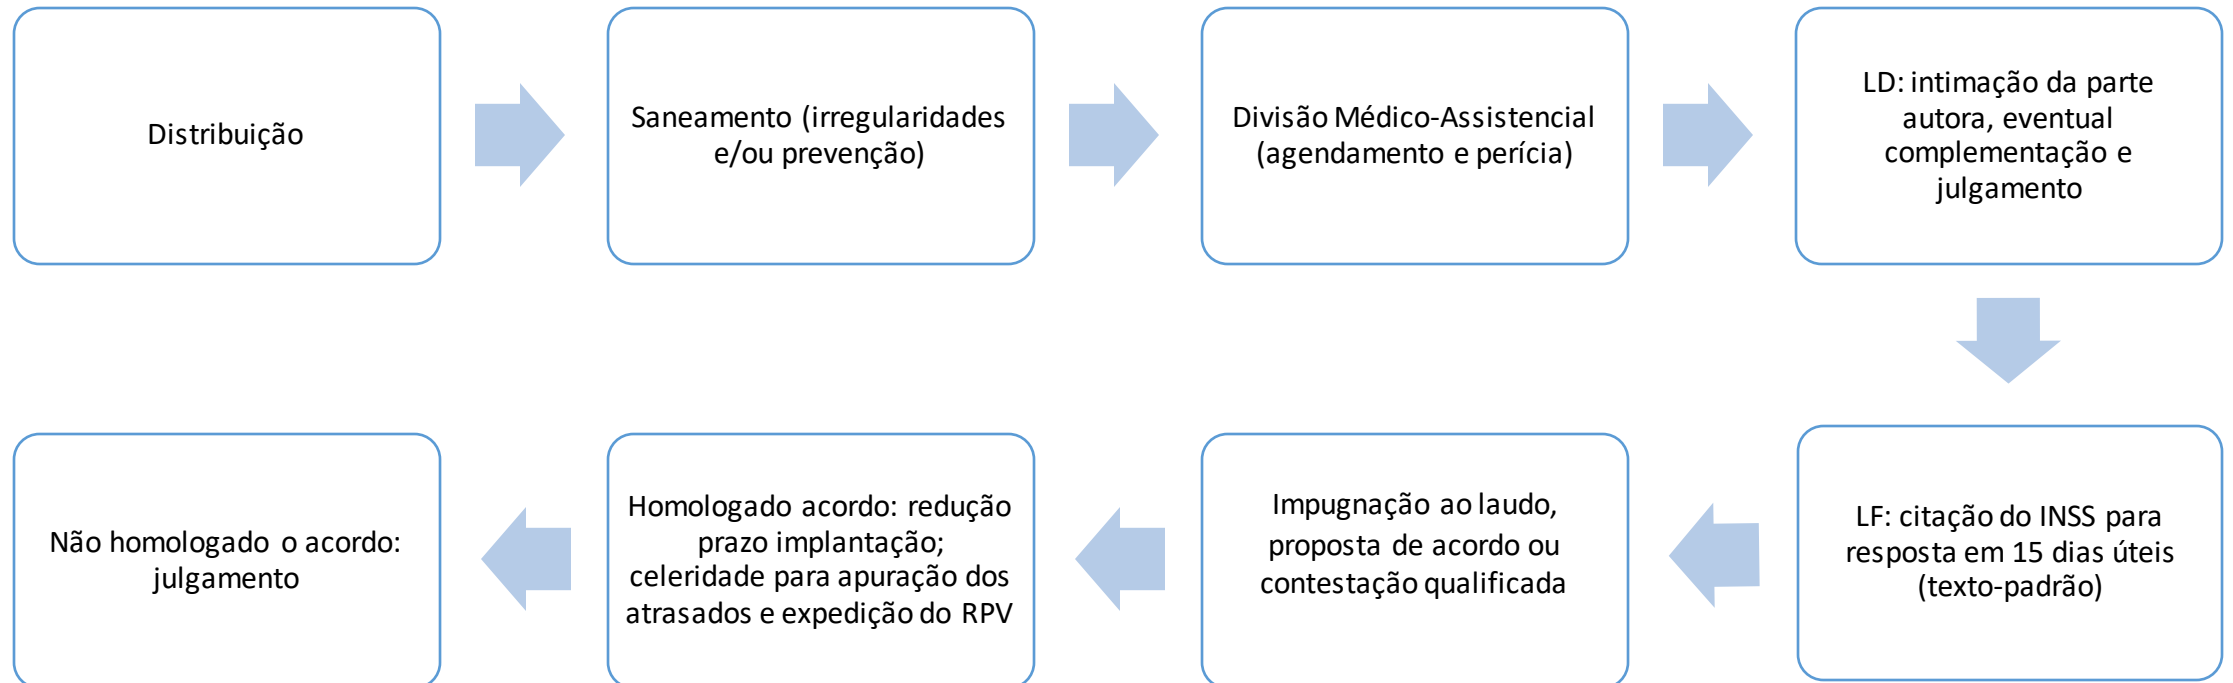 Distribuição
Saneamento (irregularidades
e/ou prevenção)
Divisão Médico-Assistencial
(agendamento e perícia)
LD: intimação da parte
autora, eventual
complementação e
julgamento
LF: citação do INSS para
resposta em 15 dias úteis
(texto-padrão)
Impugnação ao laudo,
proposta de acordo ou
contestação qualificada
Homologado acordo: redução
prazo implantação;
celeridade para apuração dos
atrasados e expedição do RPV
Não homologado o acordo:
julgamento